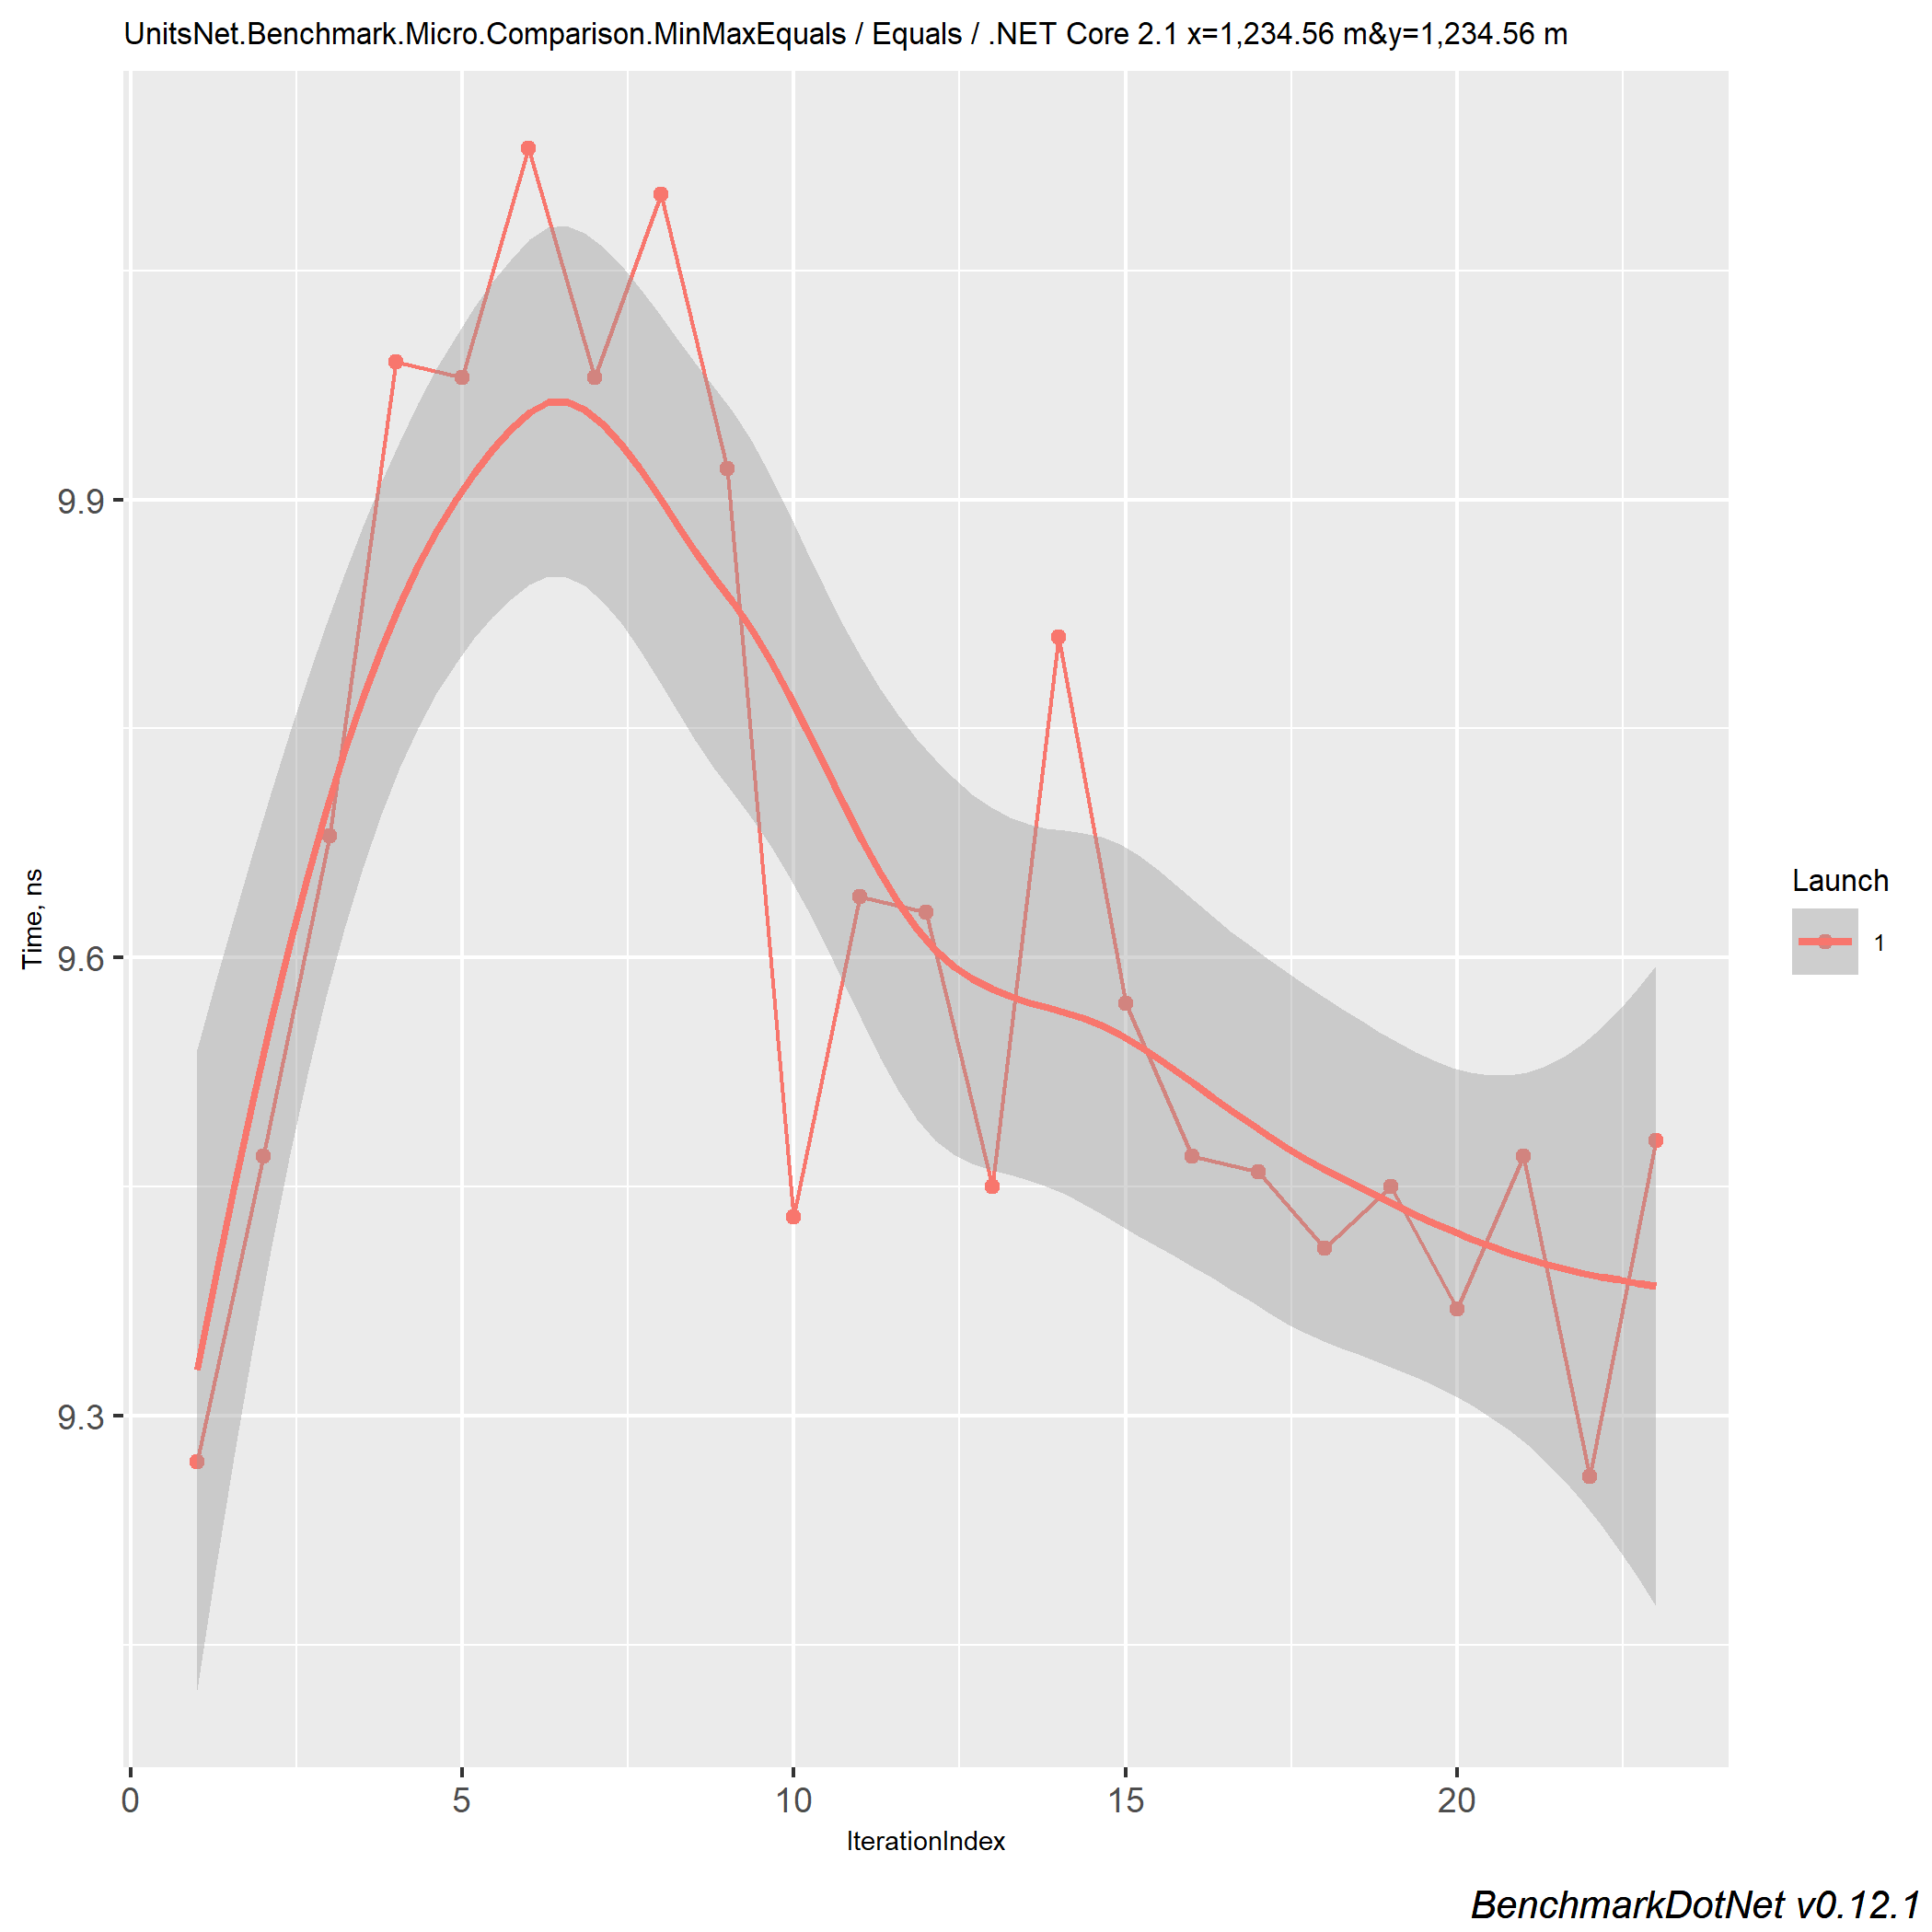 UnitsNet.Benchmark.Micro.Comparison.MinMaxEquals / Equals / .NET Core 2.1 x=1,234.56 m&y=1,234.56 m
Time, ns
9.9
9.6
9.3
0 5 10 15 20
IterationIndex
Launch
1
BenchmarkDotNet v0.12.1